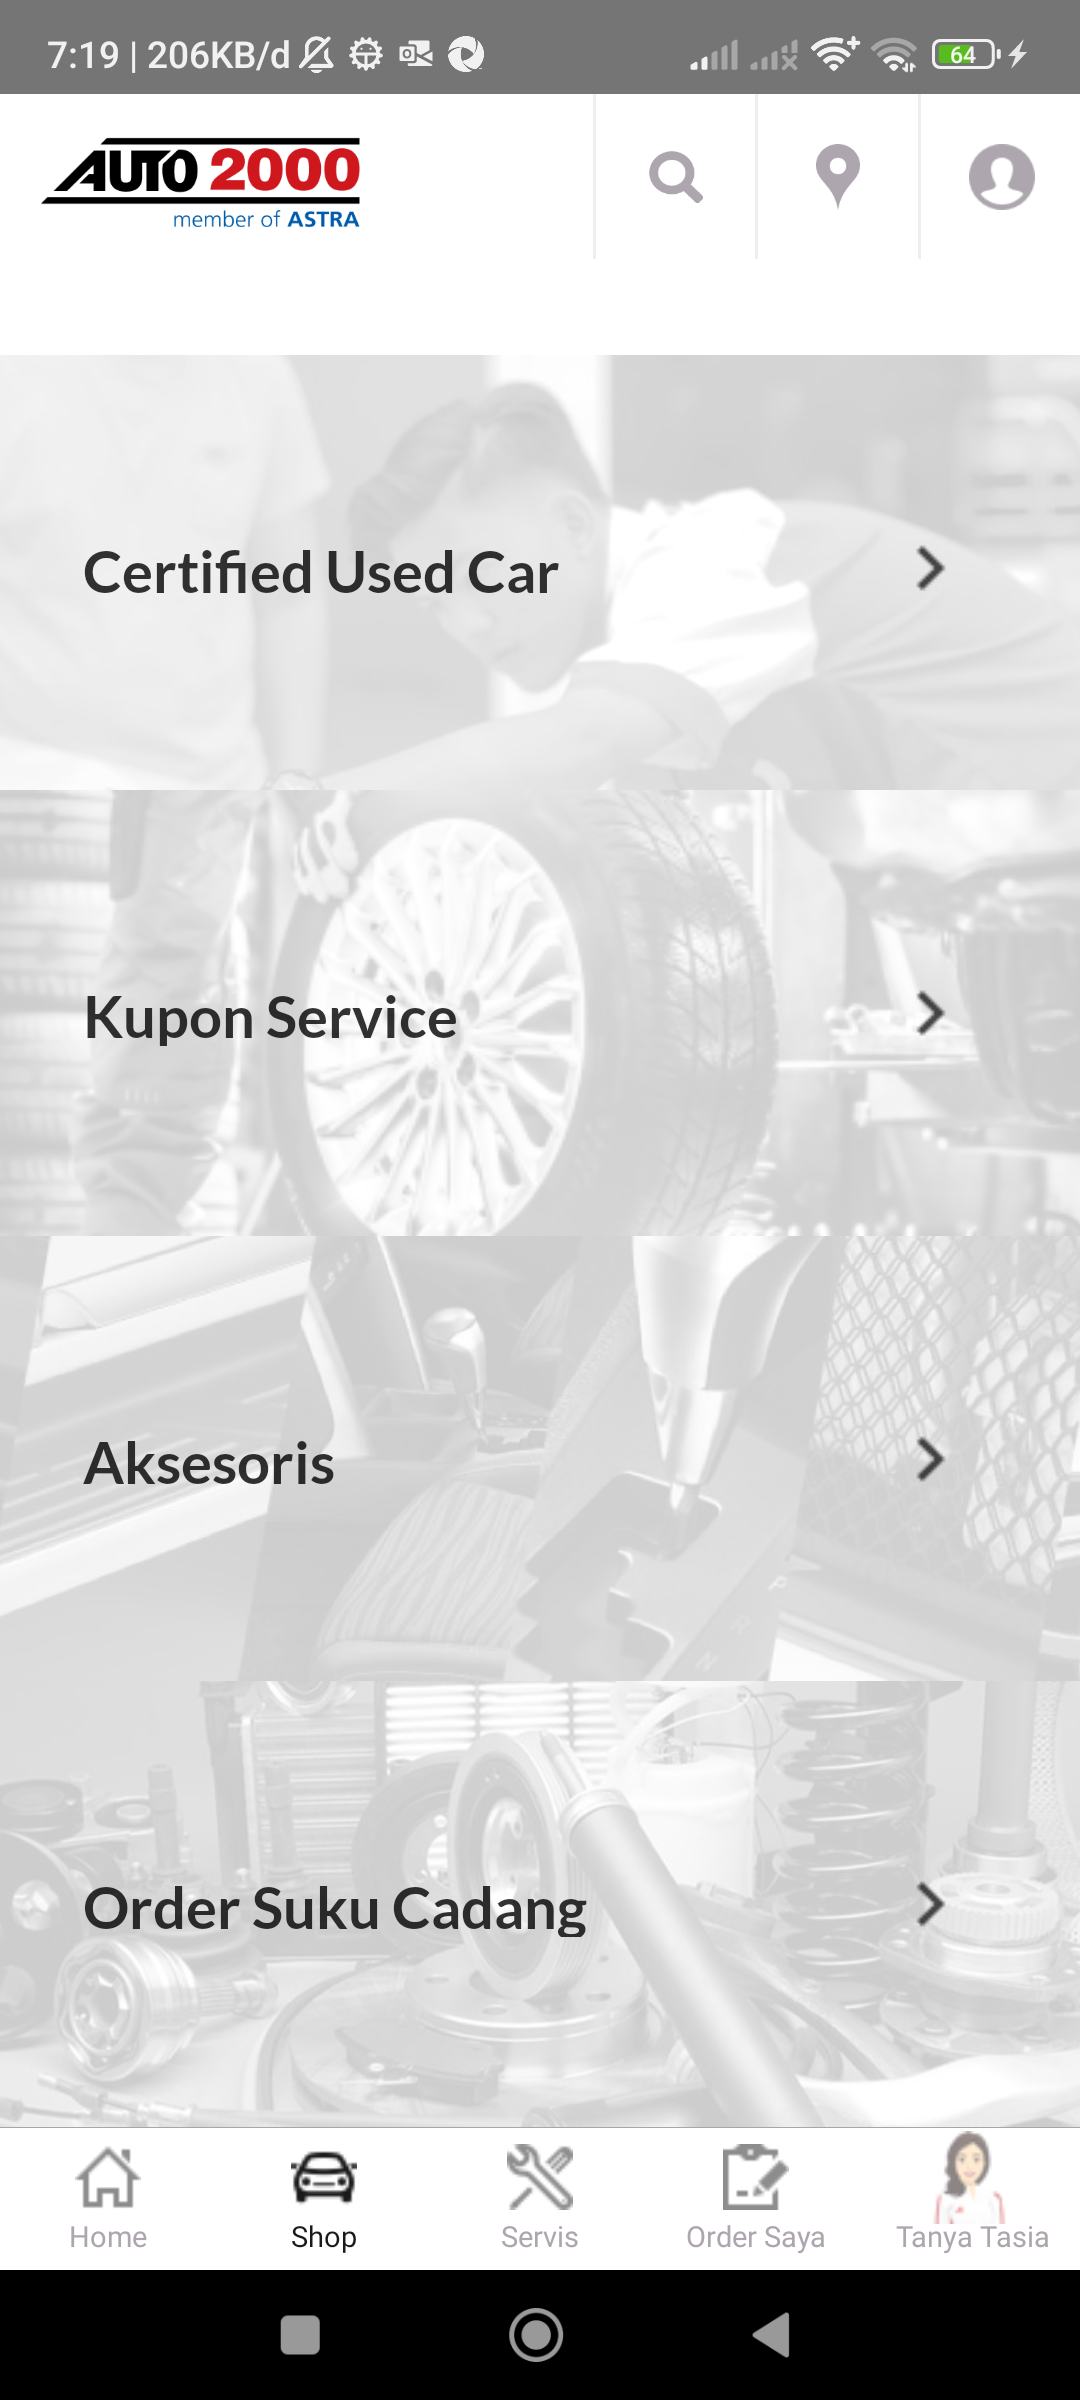 7:19 | 206KB/d
64
AUTO 2000
member of ASTRA
Certified Used Car
Kupon Service
Aksesoris
Order Suku Cadang
Home
Shop
Servis
Order Saya
Tanya Tasia